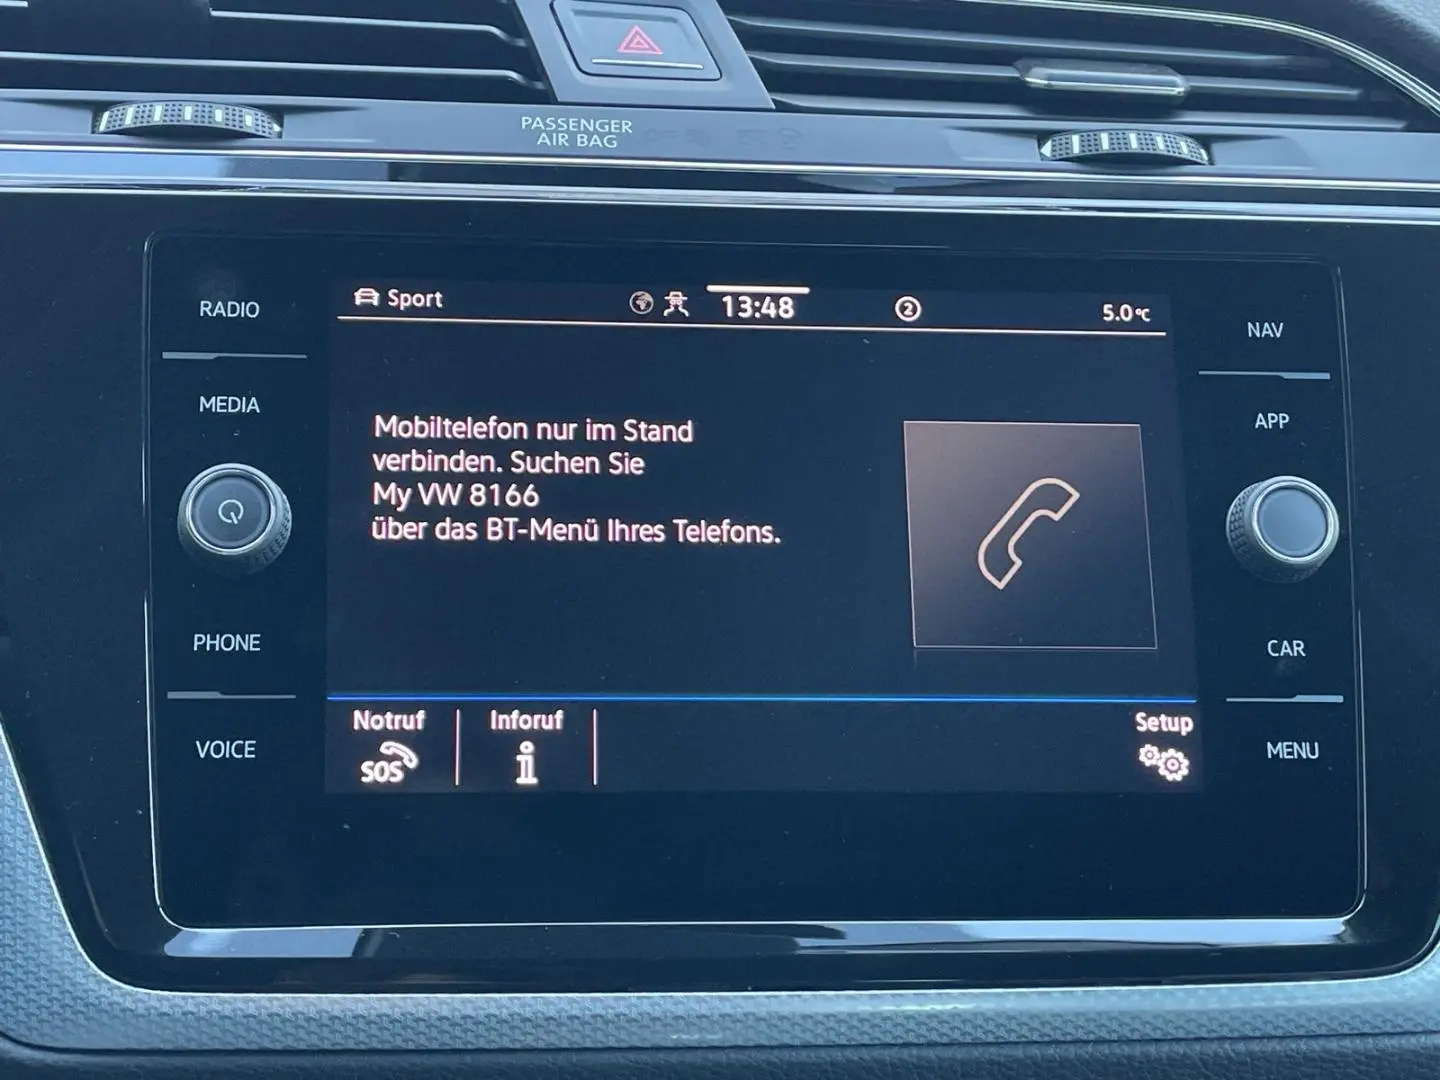 PASSENGER
AIR BAG
RADIO
MEDIA
PHONE
VOICE
Sport
13:48
2
5.0°C
Mobiltelefon nur im Stand
verbinden. Suchen Sie
My VW 8166
über das BT-Menü Ihres Telefons.
Notruf
SOS
Inforuf
i
Setup
NAV
APP
CAR
MENU